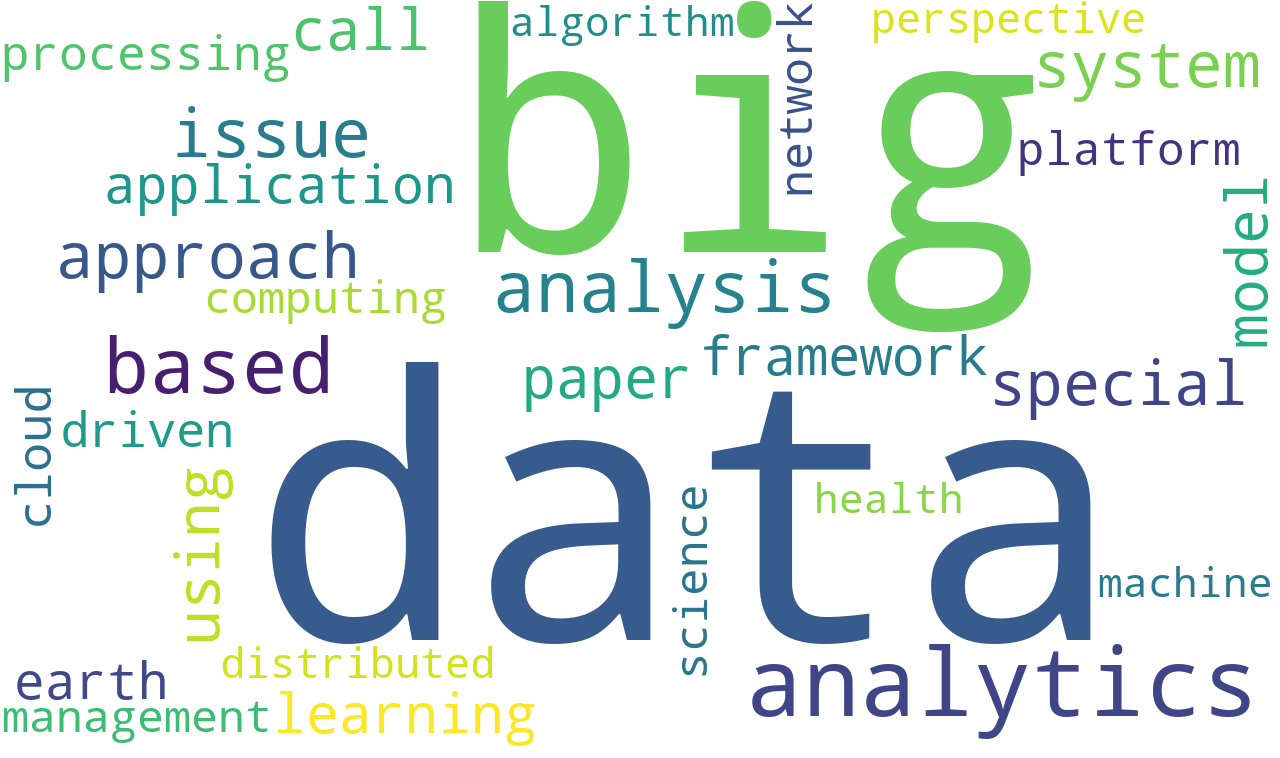 processing
call
algorithm
big
network
perspective
system
issue
platform
application
model
approach
analysis
computing
based
paper
framework
special
cloud
driven
data
using
science
health
machine
earth
distributed
analytics
management
learning